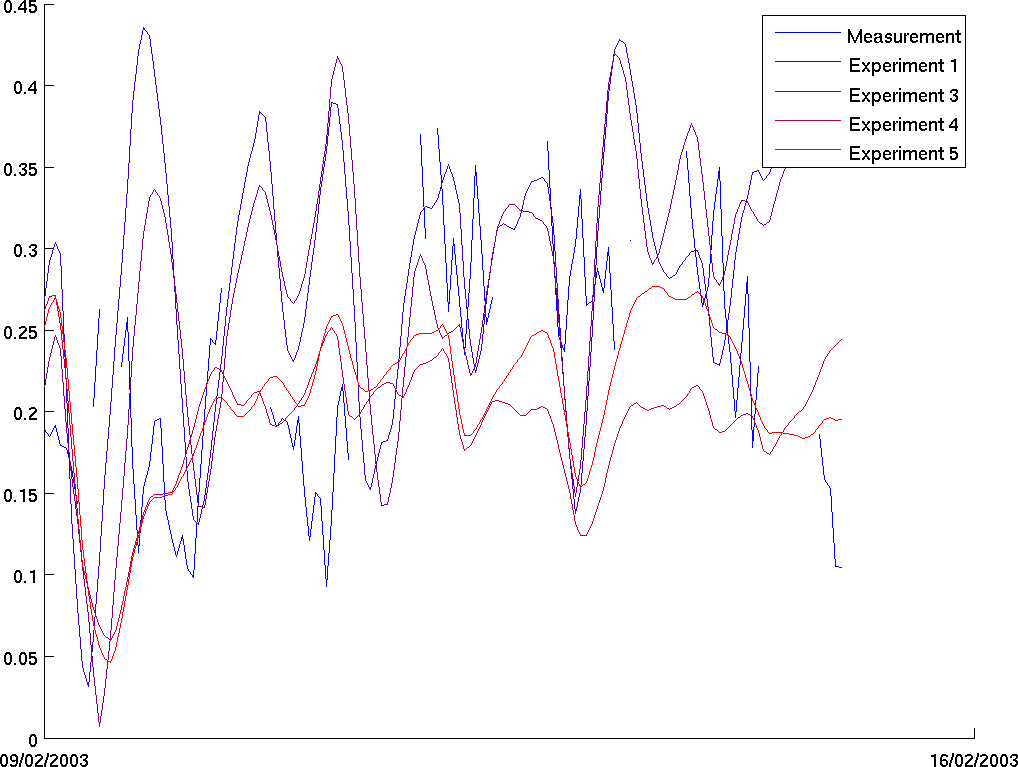 0.45
Measurement
Experiment 1
0.4
Experiment 3
Experiment 4
Experiment 5
0.35
0.3
0.25
0.2
0.15
0.1
0.05
0
09/02/2003 16/02/2003